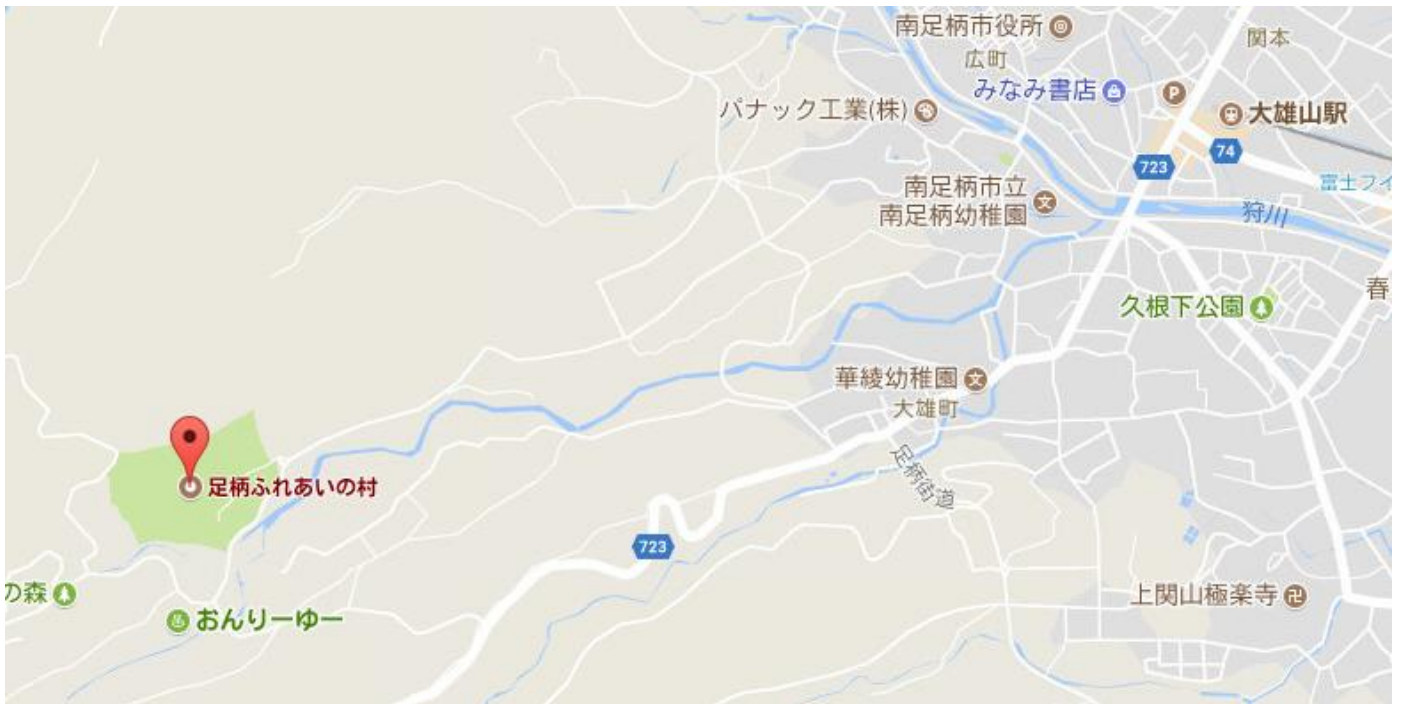 南足柄市役所
関本
広町
みなみ書店
P
パナック工業(株)
大雄山駅
74
723
富士フイ
南足柄市立
南足柄幼稚園
文
狩川
春
久根下公園
華綾幼稚園
文
大雄町
足柄街道
足柄ふれあいの村
723
の森
上関山極楽寺
卍
おんりーゆー